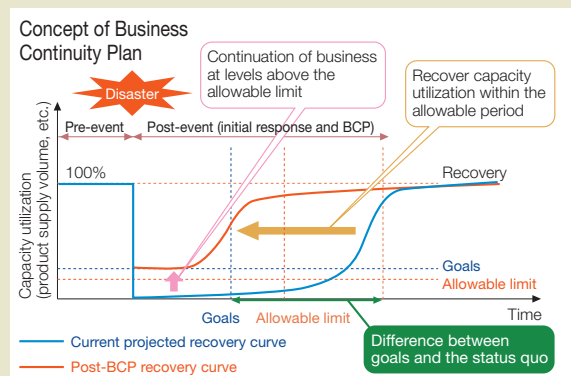 Concept of Business
Continuity Plan
Disaster
Continuation of business
at levels above the
allowable limit
Recover capacity
utilization within the
allowable period
Pre-event
Post-event (initial response and BCP)
100%
Recovery
Capacity utilization
(product supply volume, etc.)
Goals
Allowable limit
Time
Goals
Allowable limit
Difference between
goals and the status quo
Current projected recovery curve
Post-BCP recovery curve